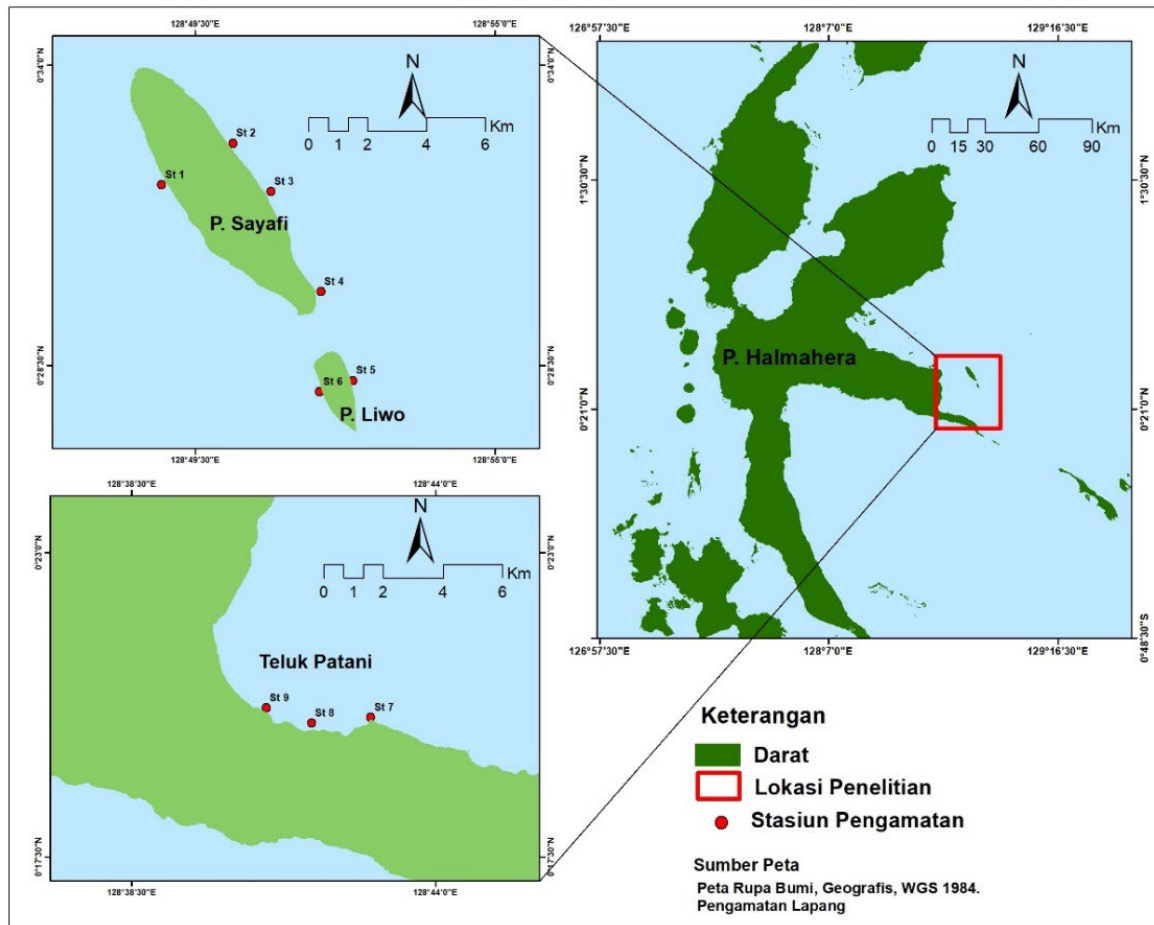 128°49'30"E
128°55'0"E
0°34'0"N
0°34'0"N
N
Km
0 1 2 4 6
St 2
St 1
St 3
P. Sayafi
St 4
0°28'30"N
0°28'30"N
St 5
St 6
P. Liwo
128°49'30"E
128°55'0"E
128°38'30"E
128°44'0"E
N
0°23'0"N
0°23'0"N
Km
0 1 2 4 6
Teluk Patani
St 9
St 8
St 7
0°17'30"N
0°17'30"N
128°38'30"E
128°44'0"E
126°57'30"E
128°7'0"E
129°16'30"E
N
Km
0 15 30 60 90
1°30'30"N
1°30'30"N
P. Halmahera
0°21'0"N
0°21'0"N
0°48'30"S
0°48'30"S
126°57'30"E
128°7'0"E
129°16'30"E
Keterangan
Darat
Lokasi Penelitian
Stasiun Pengamatan
Sumber Peta
Peta Rupa Bumi, Geografis, WGS 1984.
Pengamatan Lapang